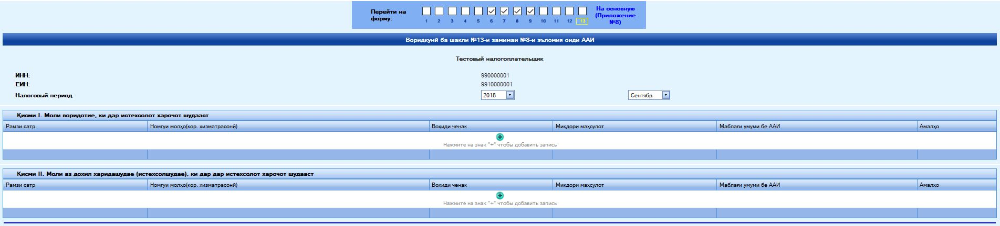 Перейти на
форму:
1 2 3 4 5 6 7 8 9 10 11 12 13
На основную
(Приложение
№8)
Воридкунӣ ба шакли №13-и замимаи №8-и эъломия оиди ААИ
Тестовый налогоплательщик
ИНН: 990000001
ЕИН: 9910000001
Налоговый период 2018 Сентябр
Қисми I. Моли воридотие, ки дар истехсолот харочот шудааст
Рамзи сатр Номгуи молҳо(кор. хизматрасонӣ) Воҳиди ченак Миқдори маҳсулот Маблағи умуми бе ААИ Амалҳо
Нажмите на знак "+" чтобы добавить запись
Қисми II. Моли аз дохил харидашудае (истехсолшудае), ки дар дар истехсолот харочот шудааст
Рамзи сатр Номгуи молҳо(кор. хизматрасонӣ) Воҳиди ченак Миқдори маҳсулот Маблағи умуми бе ААИ Амалҳо
Нажмите на знак "+" чтобы добавить запись